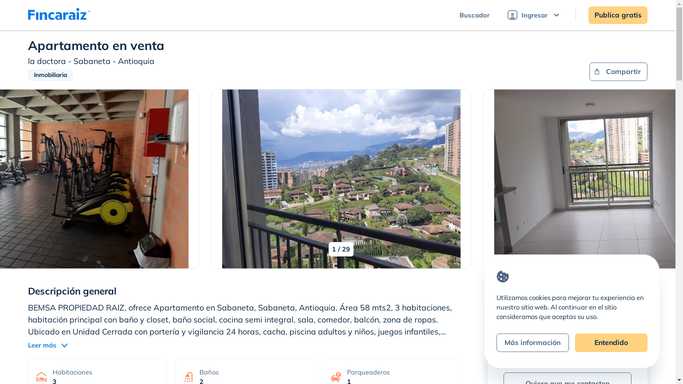 Fincaraiz
Buscador
Ingresar
Publica gratis
Apartamento en venta
la doctora - Sabaneta - Antioquia
Inmobiliaria
Compartir
1 / 29
Descripción general
BEMSA PROPIEDAD RAIZ, ofrece Apartamento en Sabaneta, Sabaneta, Antioquia, Área 58 mts2, 3 habitaciones,
habitación principal con baño y closet, baño social, cocina semi integral, sala, comedor, balcón, zona de ropas.
Ubicado en Unidad Cerrada con portería y vigilancia 24 horas, cacha, piscina adultos y niños, juegos infantiles,...
Leer más
Habitaciones
3
Baños
2
Parqueaderos
1
Utilizamos cookies para mejorar tu experiencia en
nuestro sitio web. Al continuar en el sitio
consideramos que aceptas su uso.
Más información
Entendido
Quiero que me contacten